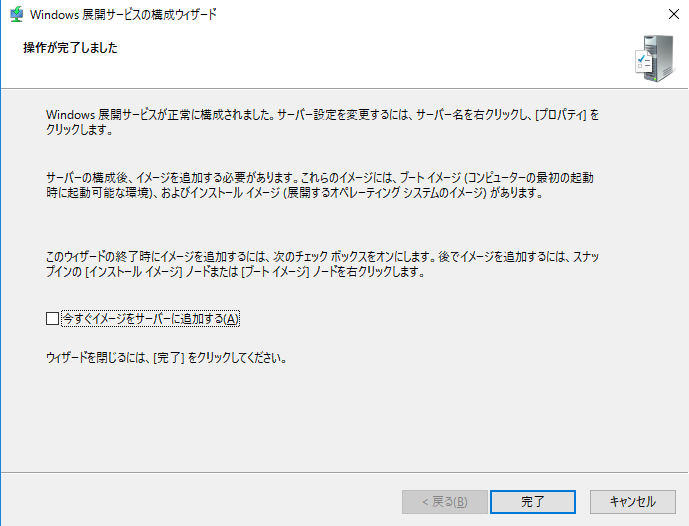 Windows 展開サービスの構成ウィザード
操作が完了しました
Windows 展開サービスが正常に構成されました。サーバー設定を変更するには、サーバー名を右クリックし、[プロパティ] を
クリックします。
サーバーの構成後、イメージを追加する必要があります。これらのイメージには、ブート イメージ (コンピューターの最初の起動
時に起動可能な環境)、およびインストール イメージ (展開するオペレーティング システムのイメージ) があります。
このウィザードの終了時にイメージを追加するには、次のチェック ボックスをオンにします。後でイメージを追加するには、スナッ
プインの [インストール イメージ] ノードまたは [ブート イメージ] ノードを右クリックします。
今すぐイメージをサーバーに追加する(A)
ウィザードを閉じるには、[完了] をクリックしてください。
< 戻る(B)
完了
キャンセル